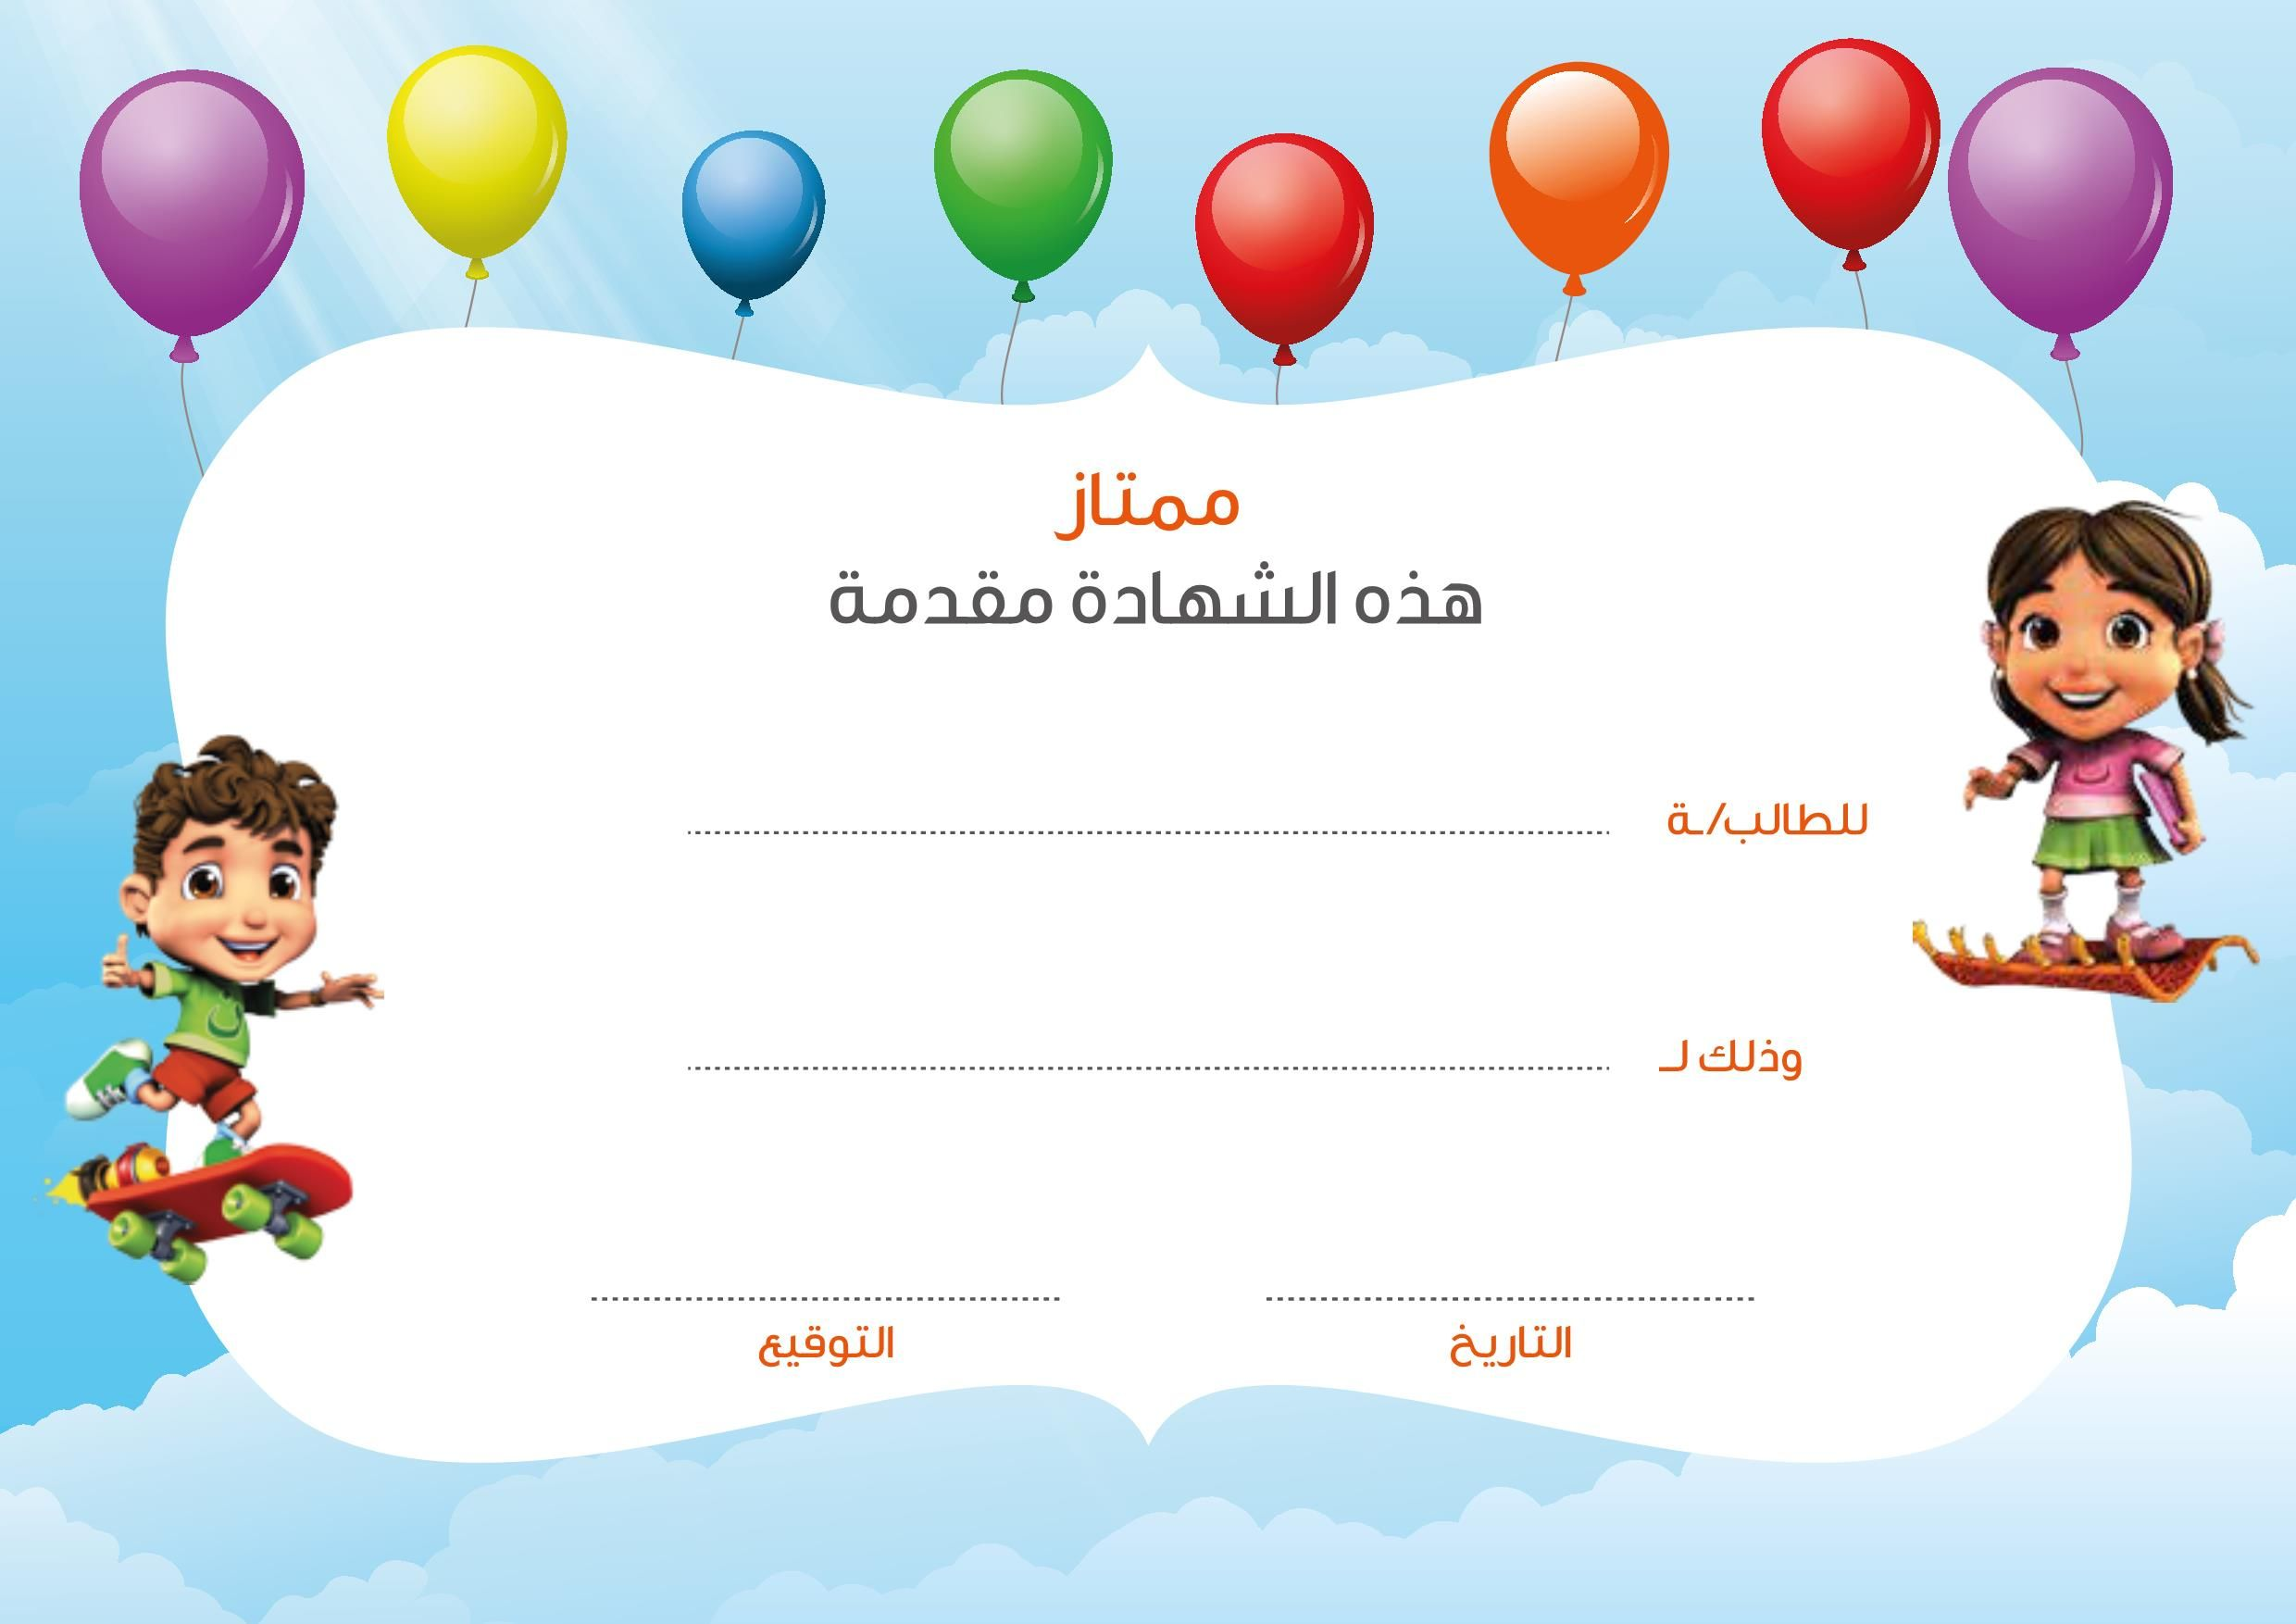 ممتاز
هذه الشهادة مقدمة
للطالب/ـة
وذلك لـ
التاريخ
التوقيع